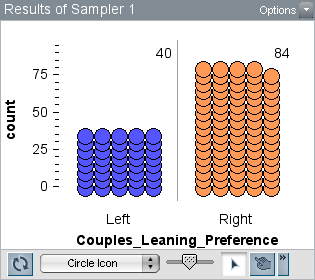 Results of Sampler 1 Options
40 84
75
50
25
0
count
Left Right
Couples_Leaning_Preference
Circle Icon »